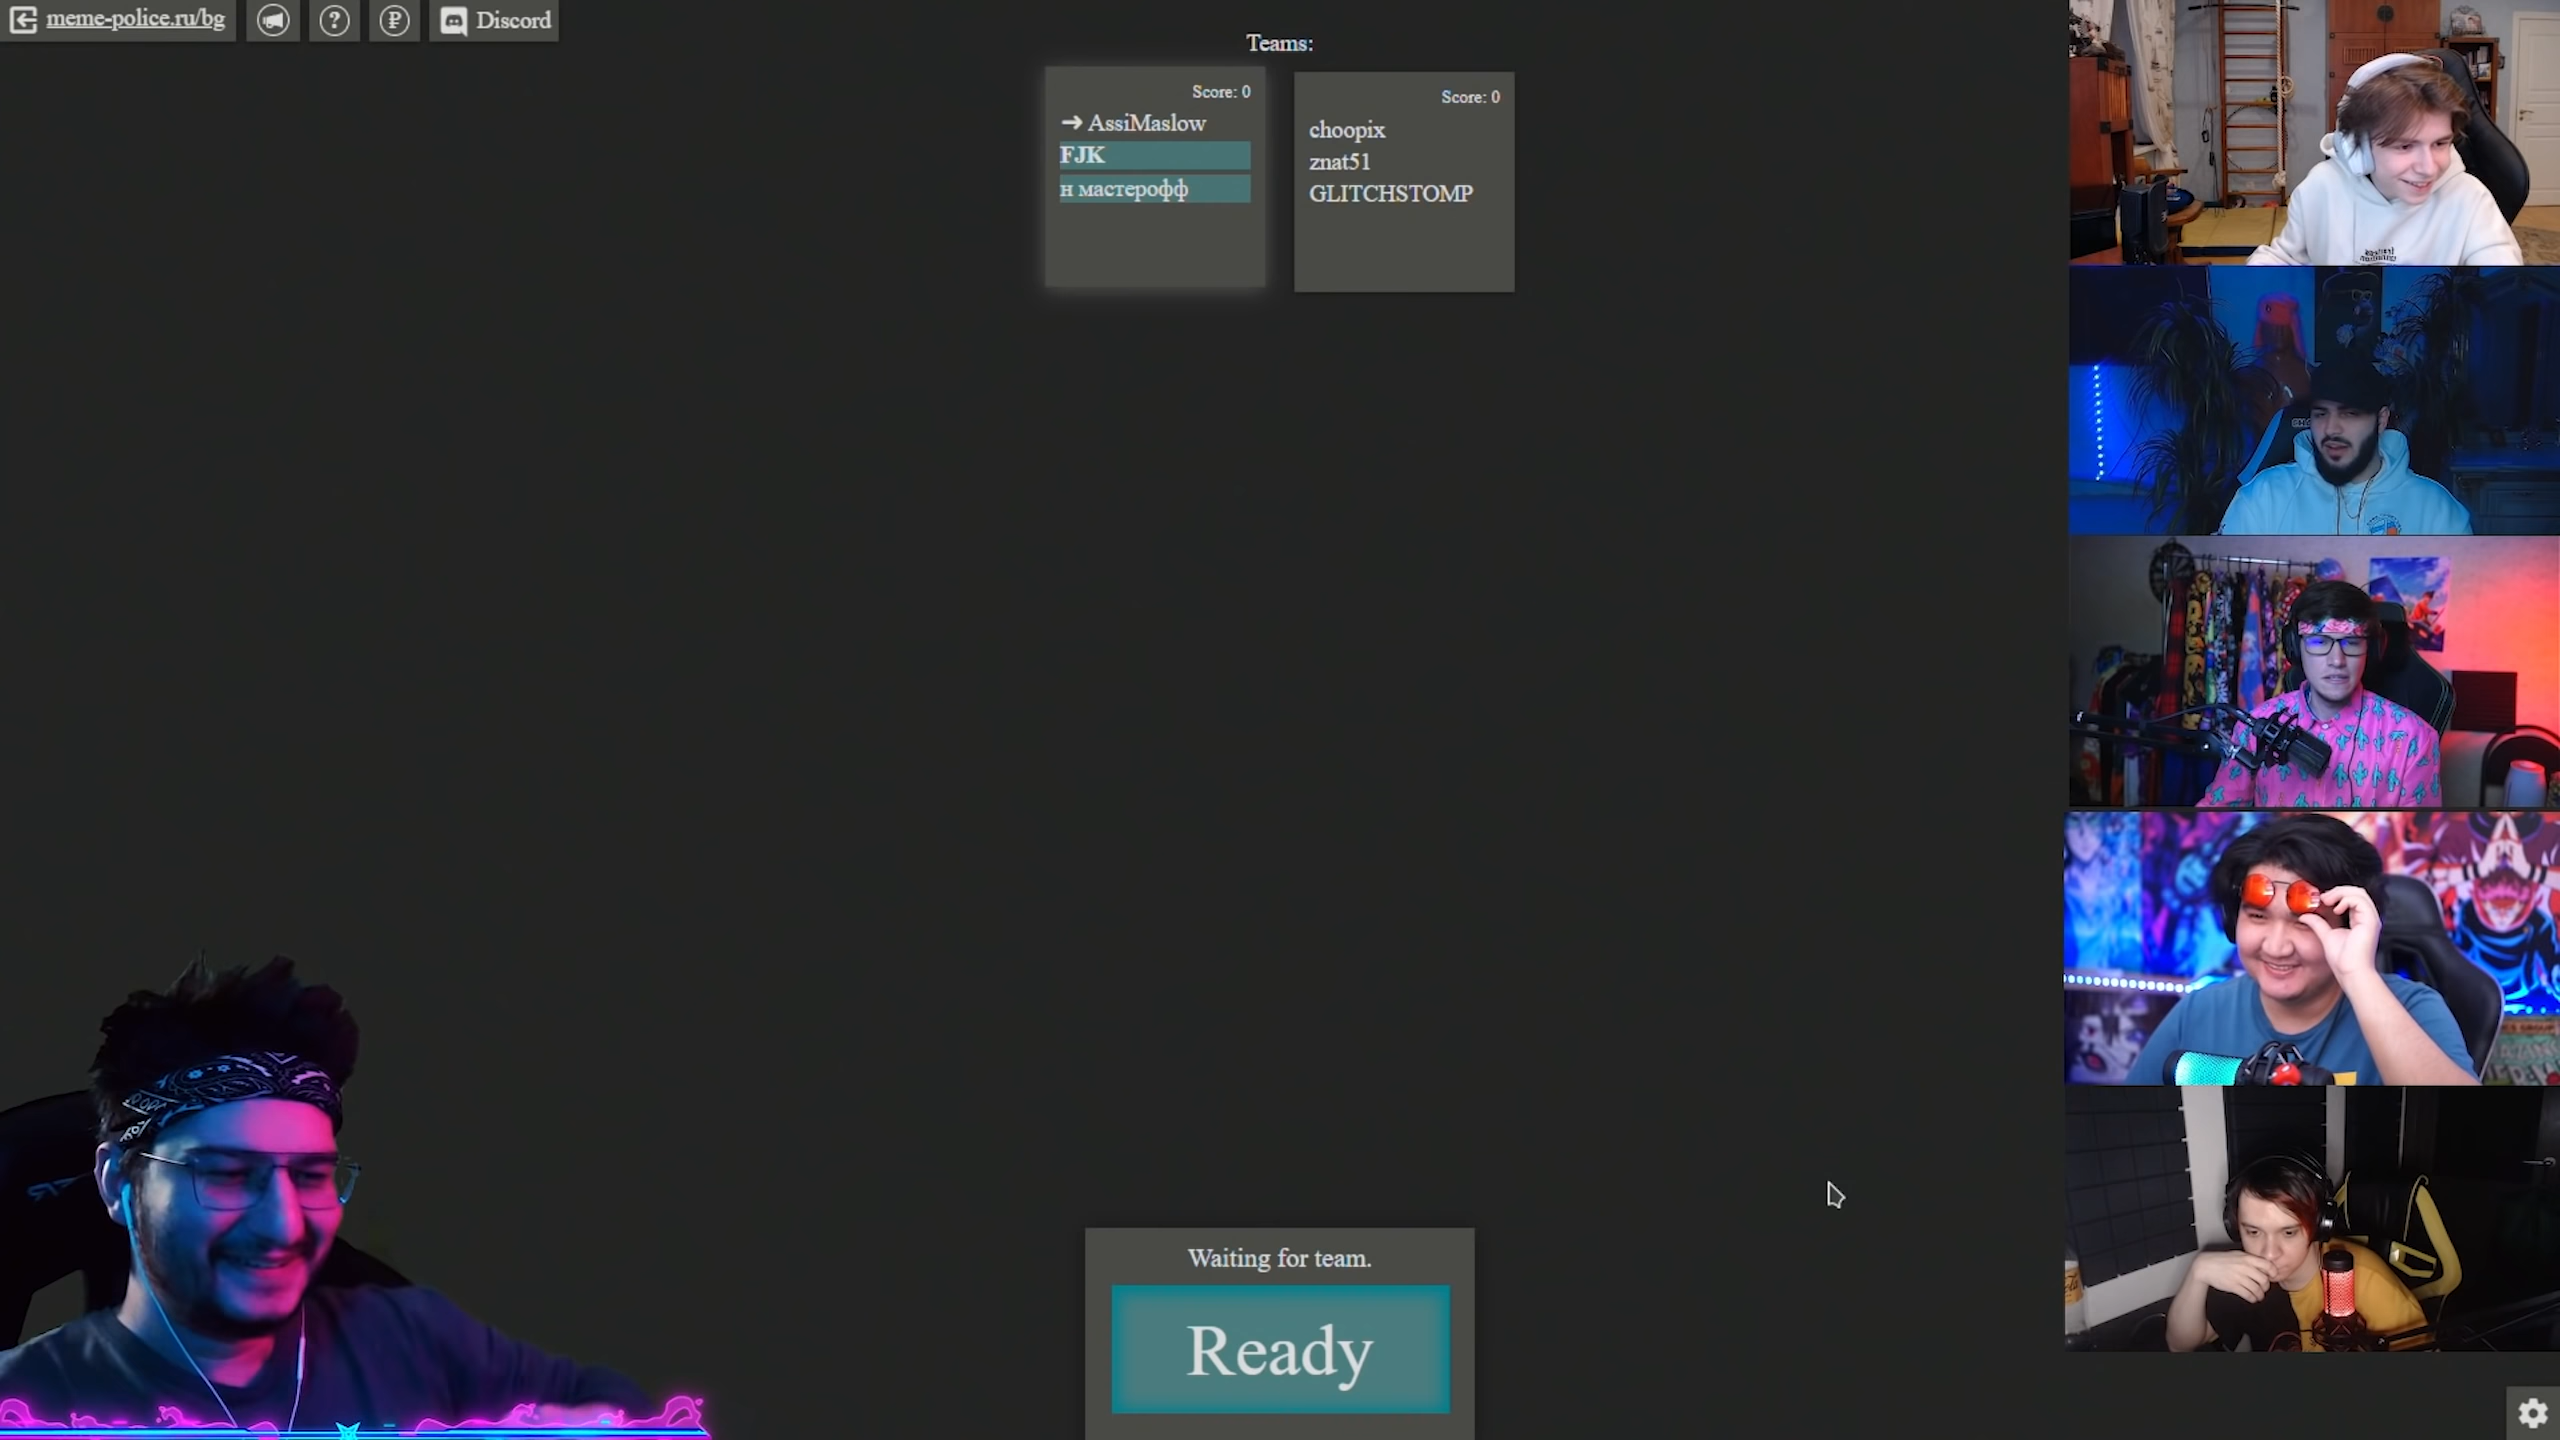 meme-police.ru/bg
Discord
Teams:
Score: 0
→ AssiMaslow
FJK
н мастерофф
Score: 0
choopix
znat51
GLITCHSTOMP
Waiting for team.
Ready